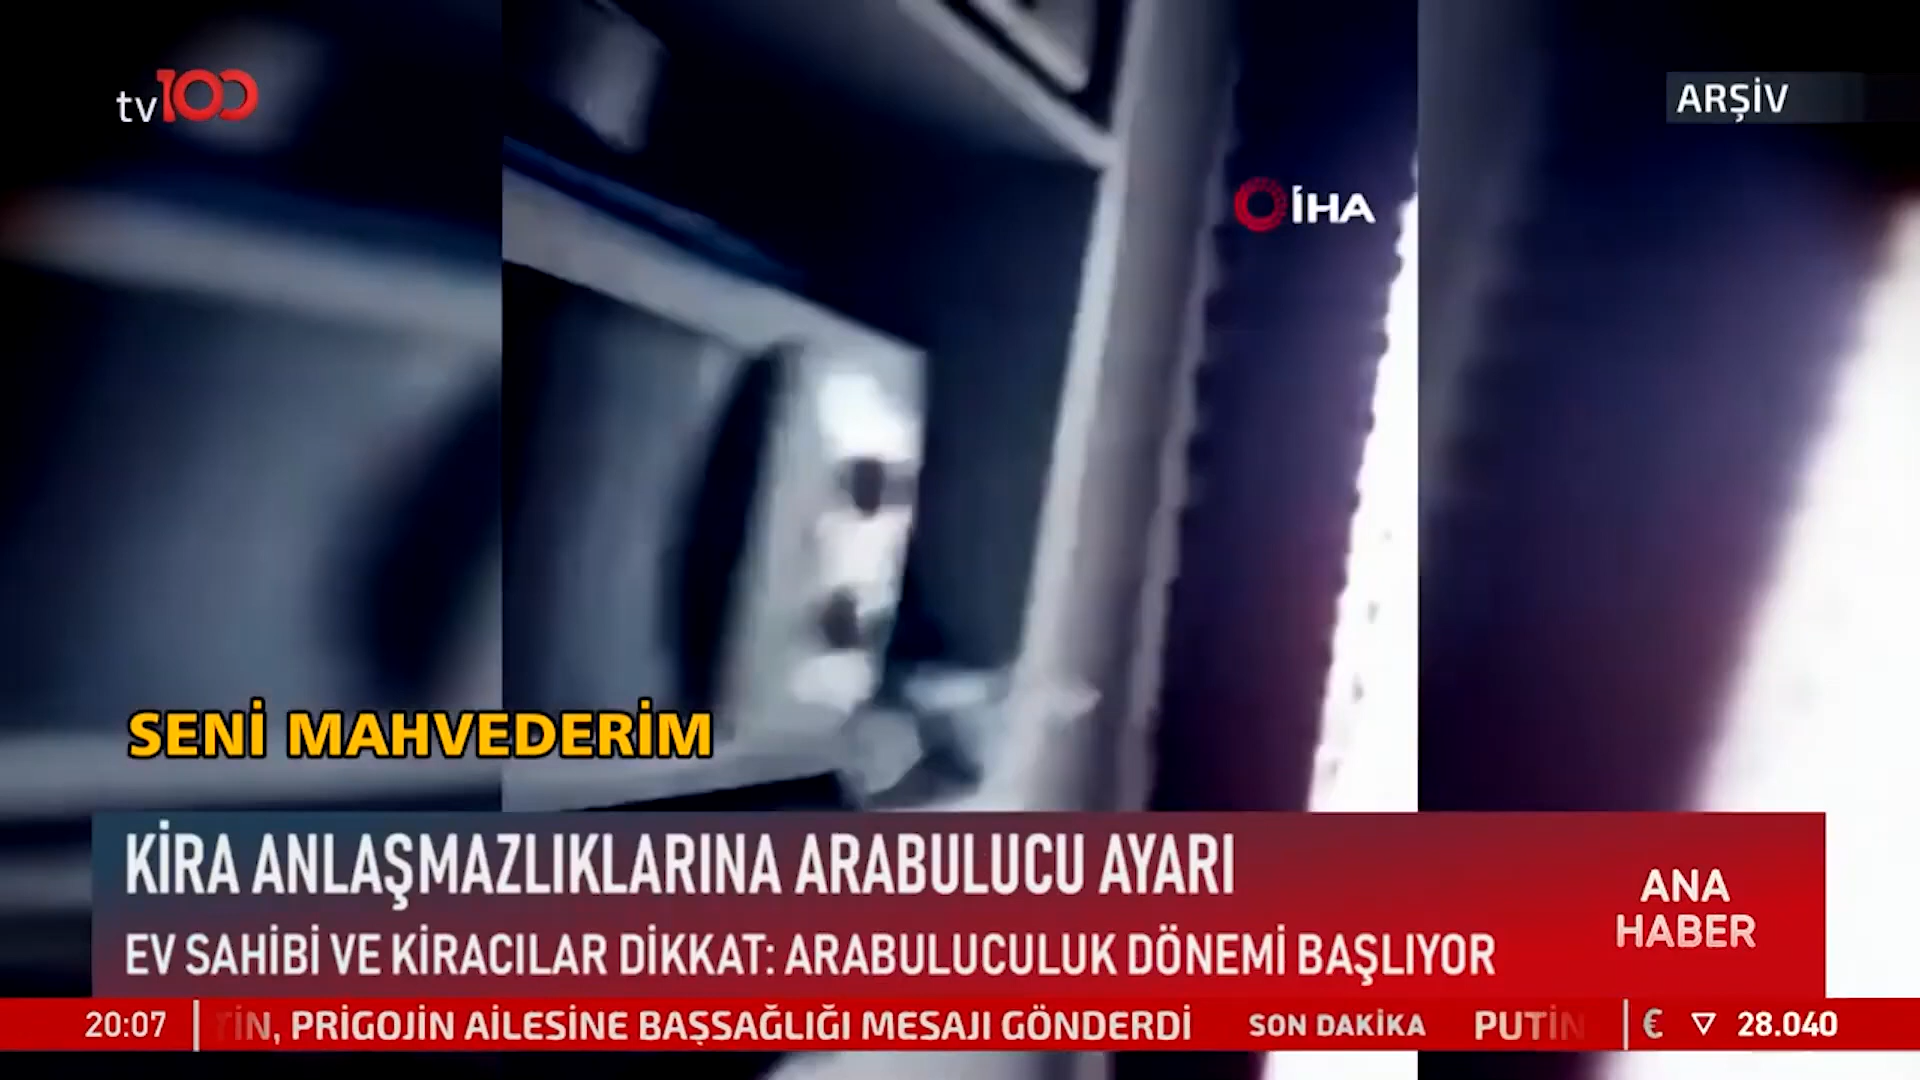 tv100
ARŞİV
İHA
SENİ MAHVEDERİM
KİRA ANLAŞMAZLIKLARINA ARABULUCU AYARI
EV SAHİBİ VE KİRACILAR DİKKAT: ARABULUCULUK DÖNEMİ BAŞLIYOR
ANA
HABER
20:07 TİN, PRİGOJİN AİLESİNE BAŞSAĞLIĞI MESAJI GÖNDERDİ SON DAKİKA PUTİN € ▽ 28.040